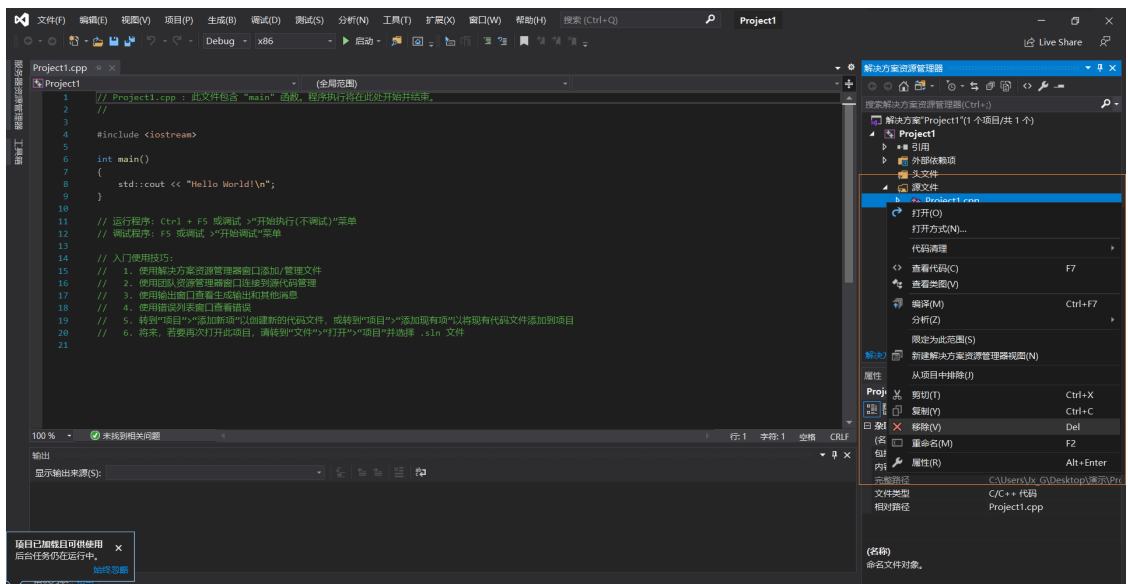 文件(F) 编辑(E) 视图(V) 项目(P) 生成(B) 调试(D) 测试(S) 分析(N) 工具(T) 扩展(X) 窗口(W) 帮助(H) 搜索 (Ctrl+Q) Project1
Debug x86 启动 Live Share
服务器资源管理器
工具箱
Project1.cpp
Project1 (全局范围)
1 // Project1.cpp : 此文件包含 "main" 函数。程序执行将在此处开始并结束。
2 //
3
4 #include <iostream>
5
6 int main()
7 {
8 std::cout << "Hello World!\n";
9 }
10
11 // 运行程序: Ctrl + F5 或调试 >“开始执行(不调试)”菜单
12 // 调试程序: F5 或调试 >“开始调试”菜单
13
14 // 入门使用技巧:
15 // 1. 使用解决方案资源管理器窗口添加/管理文件
16 // 2. 使用团队资源管理器窗口连接到源代码管理
17 // 3. 使用输出窗口查看生成输出和其他消息
18 // 4. 使用错误列表窗口查看错误
19 // 5. 转到“项目”>“添加新项”以创建新的代码文件，或转到“项目”>“添加现有项”以将现有代码文件添加到项目
20 // 6. 将来，若要再次打开此项目，请转到“文件”>“打开”>“项目”并选择 .sln 文件
21
100 % 未找到相关问题 行: 1 字符: 1 空格 CRLF
输出
显示输出来源(S):
项目已加载且可供使用
后台任务仍在运行中。
始终忽略
解决方案资源管理器
搜索解决方案资源管理器(Ctrl+;)
解决方案"Project1"(1 个项目/共 1 个)
Project1
引用
外部依赖项
头文件
源文件
Project1.cpp
打开(O)
打开方式(N)...
代码清理
查看代码(C) F7
查看类图(V)
编译(M) Ctrl+F7
分析(Z)
限定为此范围(S)
新建解决方案资源管理器视图(N)
从项目中排除(J)
剪切(T) Ctrl+X
复制(Y) Ctrl+C
移除(V) Del
重命名(M) F2
属性(R) Alt+Enter
属性
完整路径 C:\Users\Jx_G\Desktop\演示\Pro
文件类型 C/C++ 代码
相对路径 Project1.cpp
(名称)
命名文件对象。